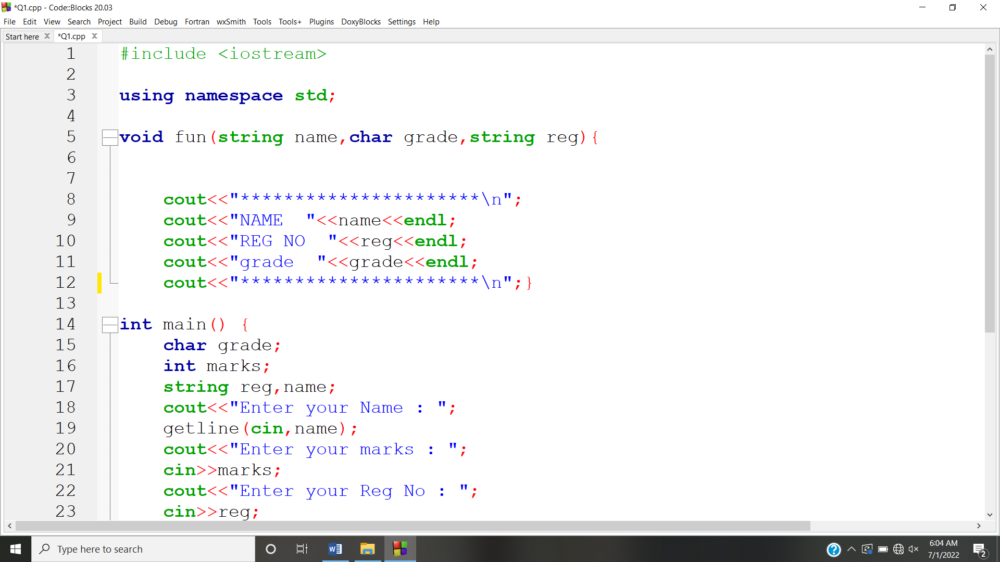 *Q1.cpp - Code::Blocks 20.03
File Edit View Search Project Build Debug Fortran wxSmith Tools Tools+ Plugins DoxyBlocks Settings Help
Start here X *Q1.cpp X
1 #include <iostream>
2
3 using namespace std;
4
5 void fun(string name,char grade,string reg){
6
7
8 cout<<"**********************\n";
9 cout<<"NAME  "<<name<<endl;
10 cout<<"REG NO  "<<reg<<endl;
11 cout<<"grade  "<<grade<<endl;
12 cout<<"**********************\n";}
13
14 int main() {
15 char grade;
16 int marks;
17 string reg,name;
18 cout<<"Enter your Name : ";
19 getline(cin,name);
20 cout<<"Enter your marks : ";
21 cin>>marks;
22 cout<<"Enter your Reg No : ";
23 cin>>reg;
Type here to search
6:04 AM
7/1/2022
2